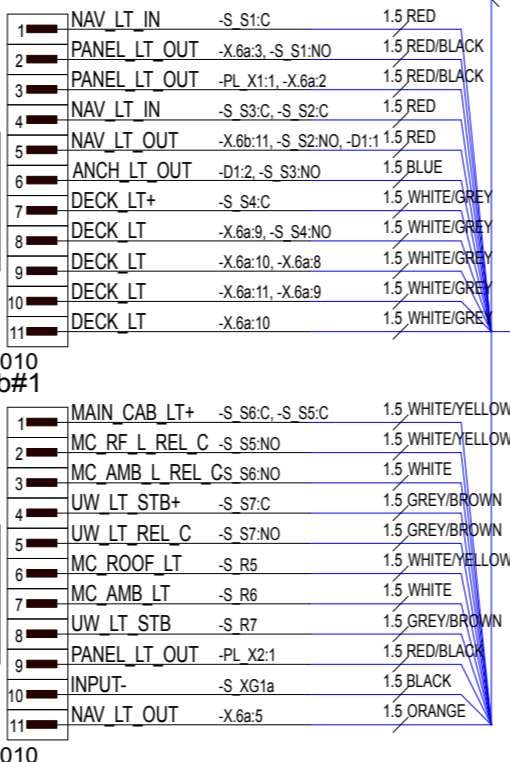 1 NAV_LT_IN -S_S1:C 1.5 RED
2 PANEL_LT_OUT -X.6a:3, -S_S1:NO 1.5 RED/BLACK
3 PANEL_LT_OUT -PL_X1:1, -X.6a:2 1.5 RED/BLACK
4 NAV_LT_IN -S_S3:C, -S_S2:C 1.5 RED
5 NAV_LT_OUT -X.6b:11, -S_S2:NO, -D1:1 1.5 RED
6 ANCH_LT_OUT -D1:2, -S_S3:NO 1.5 BLUE
7 DECK_LT+ -S_S4:C 1.5 WHITE/GREY
8 DECK_LT -X.6a:9, -S_S4:NO 1.5 WHITE/GREY
9 DECK_LT -X.6a:10, -X.6a:8 1.5 WHITE/GREY
10 DECK_LT -X.6a:11, -X.6a:9 1.5 WHITE/GREY
11 DECK_LT -X.6a:10 1.5 WHITE/GREY
010
b#1
1 MAIN_CAB_LT+ -S_S6:C, -S_S5:C 1.5 WHITE/YELLOW
2 MC_RF_L_REL_C -S_S5:NO 1.5 WHITE/YELLOW
3 MC_AMB_L_REL_C -S_S6:NO 1.5 WHITE
4 UW_LT_STB+ -S_S7:C 1.5 GREY/BROWN
5 UW_LT_REL_C -S_S7:NO 1.5 GREY/BROWN
6 MC_ROOF_LT -S_R5 1.5 WHITE/YELLOW
7 MC_AMB_LT -S_R6 1.5 WHITE
8 UW_LT_STB -S_R7 1.5 GREY/BROWN
9 PANEL_LT_OUT -PL_X2:1 1.5 RED/BLACK
10 INPUT- -S_XG1a 1.5 BLACK
11 NAV_LT_OUT -X.6a:5 1.5 ORANGE
010